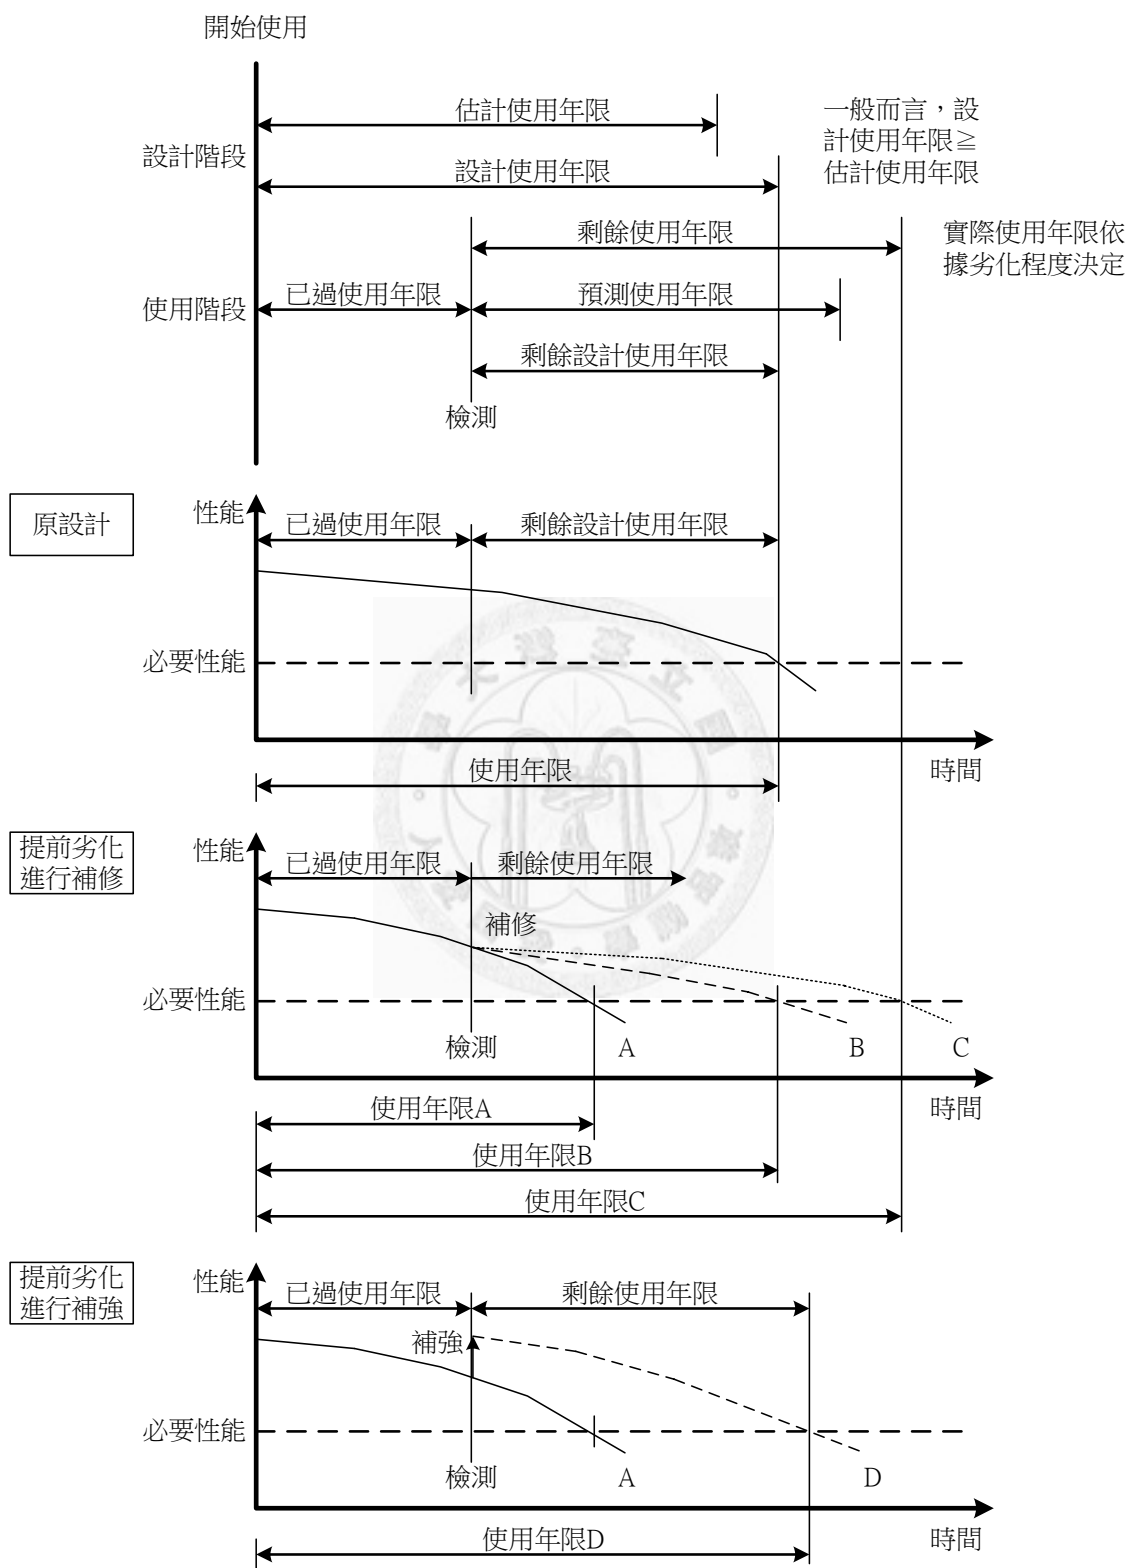 開始使用
估計使用年限
一般而言，設
計使用年限≧
估計使用年限
設計階段
設計使用年限
剩餘使用年限
實際使用年限依
據劣化程度決定
使用階段
已過使用年限
預測使用年限
剩餘設計使用年限
檢測
原設計
性能
已過使用年限
剩餘設計使用年限
必要性能
時間
使用年限
提前劣化
進行補修
性能
已過使用年限
剩餘使用年限
補修
必要性能
檢測
A
B
C
時間
使用年限A
使用年限B
使用年限C
提前劣化
進行補強
性能
已過使用年限
剩餘使用年限
補強
必要性能
檢測
A
D
時間
使用年限D